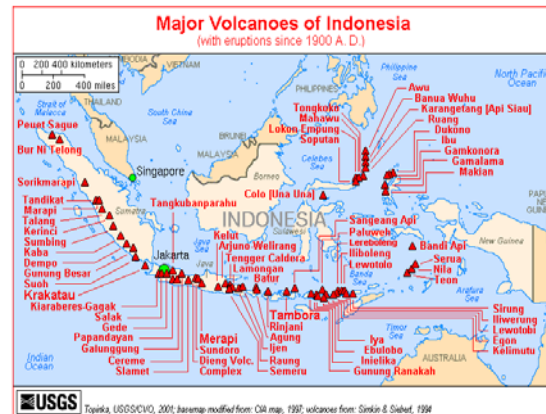 Major Volcanoes of Indonesia
(with eruptions since 1900 A. D.)
0 200 400 kilometers
0 200 400 miles
THAILAND
VIETNAM
PHILIPPINES
Philippine
Sea
North Pacific
Ocean
Strait of
Malacca
South China
Sea
MALAYSIA
BRUNEI
MALAYSIA
Celebes
Sea
Borneo
Singapore
Sumatra
INDONESIA
Sulawesi
Java
Sea
Java
Jakarta
Banda
Sea
New Guinea
Arafura
Sea
Timor
Sea
Indian
Ocean
AUSTRALIA
Peuet Sague
Bur Ni Telong
Sorikmarapi
Tandikat
Marapi
Talang
Kerinci
Sumbing
Kaba
Dempo
Gunung Besar
Suoh
Krakatau
Kiaraberes-Gagak
Salak
Gede
Papandayan
Galunggung
Cereme
Slamet
Tangkubanparahu
Merapi
Sundoro
Dieng Volc.
Complex
Kelut
Arjuno Welirang
Tengger Caldera
Lamongan
Batur
Tambora
Rinjani
Agung
Ijen
Raung
Semeru
Tongkoko
Mahawu
Lokon Empung
Soputan
Colo [Una Una]
Awu
Banua Wuhu
Karangetang [Api Siau]
Ruang
Dukono
Ibu
Gamkonora
Gamalama
Makian
Sangeang Api
Paluweh
Lereboleng
Iliboleng
Lewotolo
Bandi Api
Serua
Nila
Teon
Sirung
Iliwerung
Lewotobi
Egon
Kelimutu
Iya
Ebulobo
Inielika
Gunung Ranakah
USGS
Topinka, USGS/CVO, 2001; basemap modified from: CIA map, 1997; volcanoes from: Simkin & Siebert, 1994